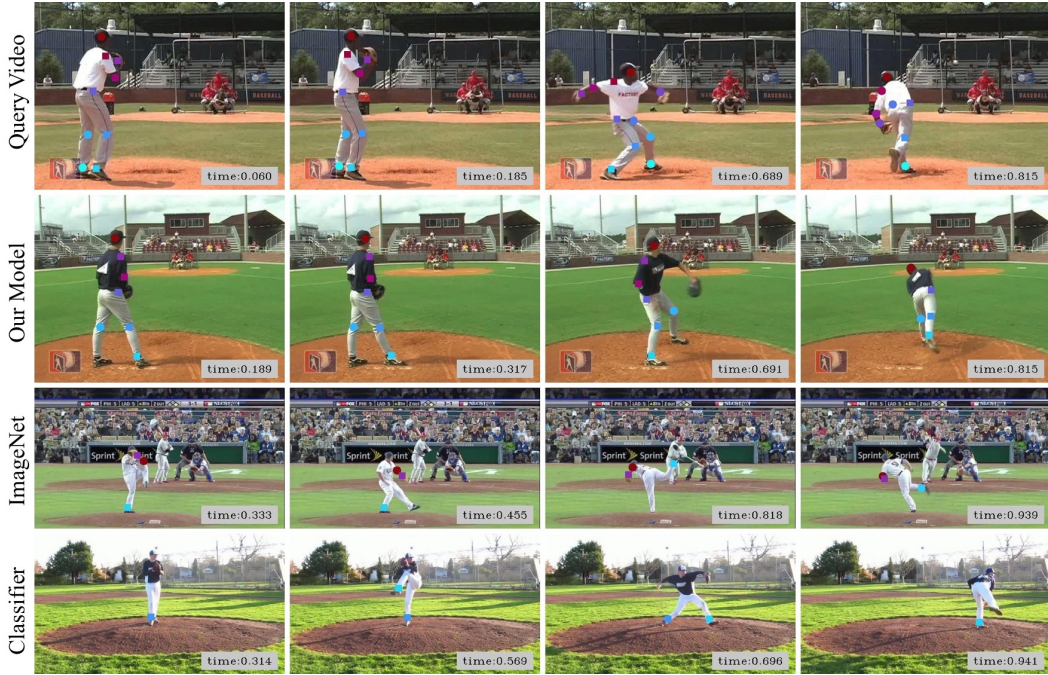 Query Video
FACTORY
BASEBALL
time:0.060
time:0.185
time:0.689
time:0.815
Our Model
time:0.189
time:0.317
time:0.691
time:0.815
ImageNet
Sprint
Sprint
Sprint
Sprint
time:0.333
time:0.455
time:0.818
time:0.939
Classifier
time:0.314
time:0.569
time:0.696
time:0.941